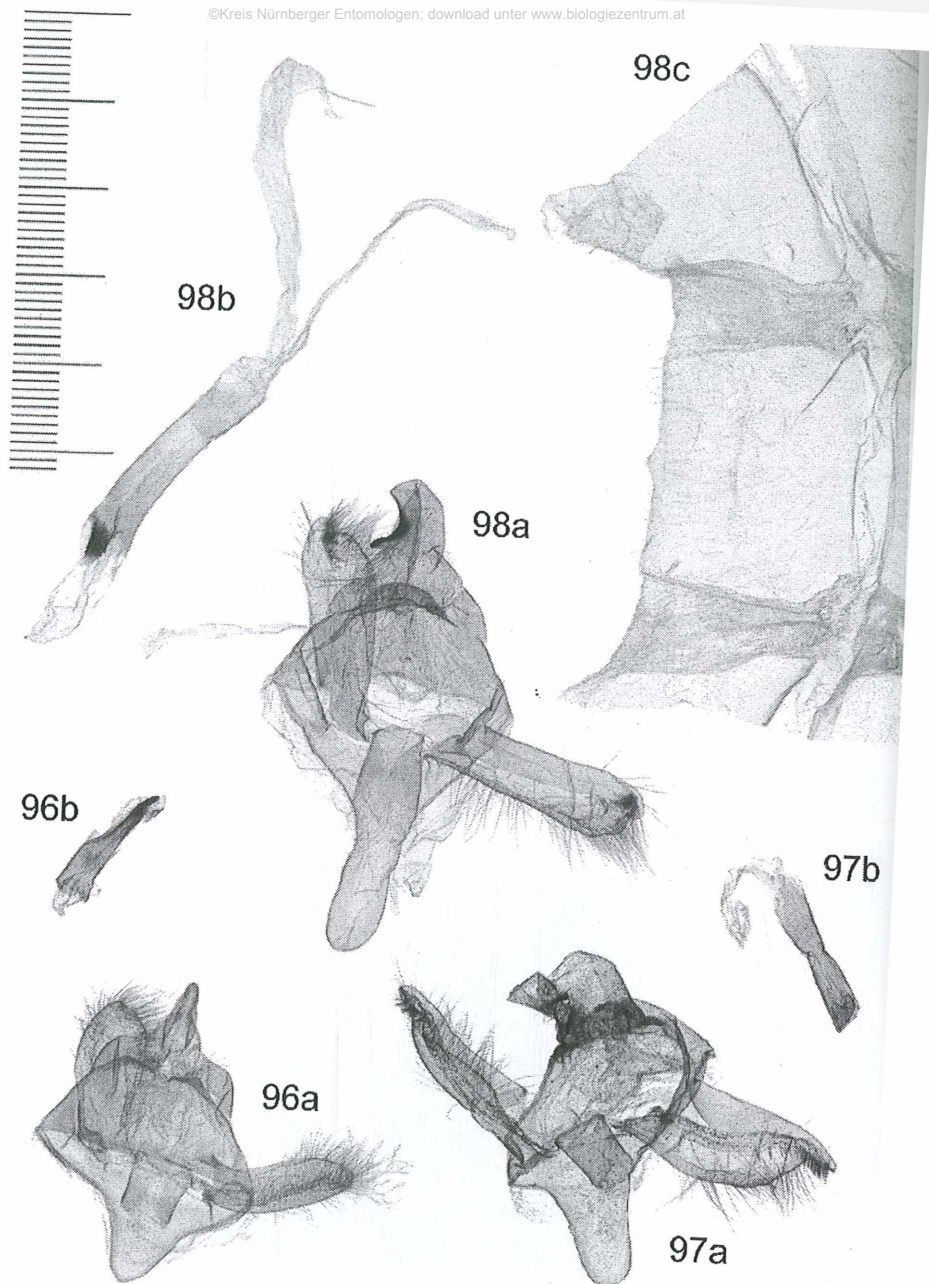 ©Kreis Nürnberger Entomologen; download unter www.biologiezentrum.at
98c
98b
98a
96b
97b
96a
97a